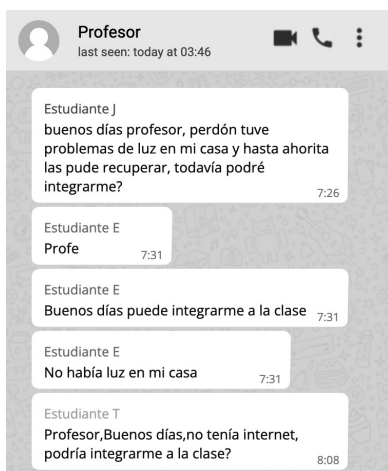 Profesor
last seen: today at 03:46
Estudiante J
buenos días profesor, perdón tuve
problemas de luz en mi casa y hasta ahorita
las pude recuperar, todavía podré
integrarme?
7:26
Estudiante E
Profe
7:31
Estudiante E
Buenos días puede integrarme a la clase
7:31
Estudiante E
No había luz en mi casa
7:31
Estudiante T
Profesor,Buenos días,no tenía internet,
podría integrarme a la clase?
8:08